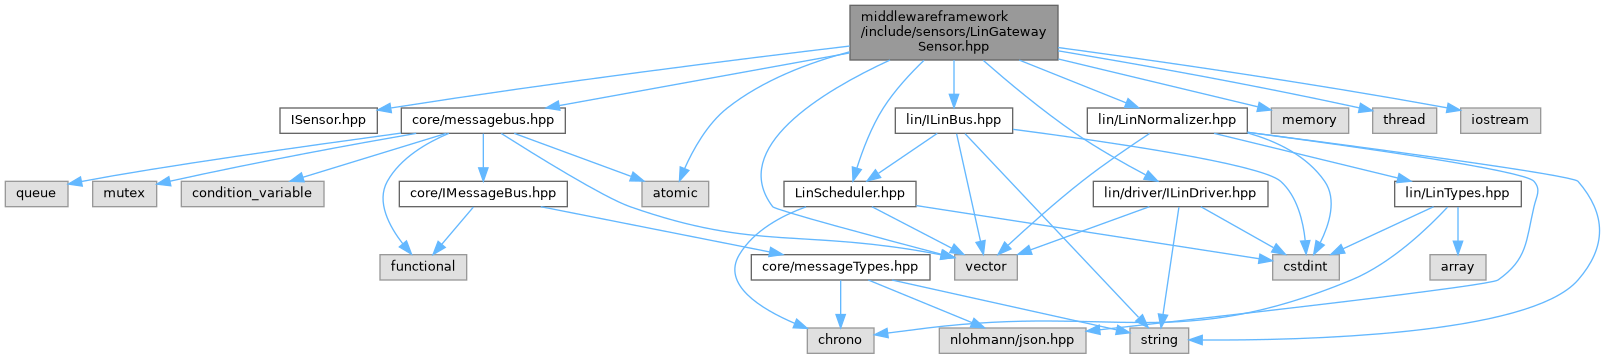 middlewareframework
/include/sensors/LinGateway
Sensor.hpp
ISensor.hpp
core/messagebus.hpp
lin/ILinBus.hpp
lin/LinNormalizer.hpp
memory
thread
iostream
queue
mutex
condition_variable
core/IMessageBus.hpp
atomic
LinScheduler.hpp
lin/driver/ILinDriver.hpp
lin/LinTypes.hpp
functional
core/messageTypes.hpp
vector
cstdint
array
chrono
nlohmann/json.hpp
string